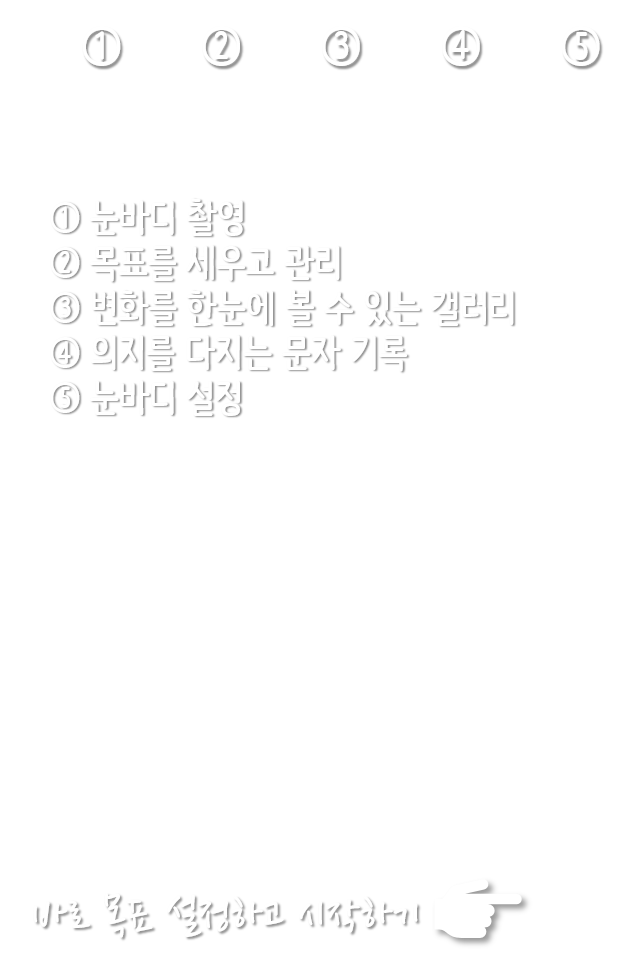 ① ② ③ ④ ⑤
① 눈바디 촬영
② 목표를 세우고 관리
③ 변화를 한눈에 볼 수 있는 갤러리
④ 의지를 다지는 문자 기록
⑤ 눈바디 설정
바로 목표 설정하고 시작하기